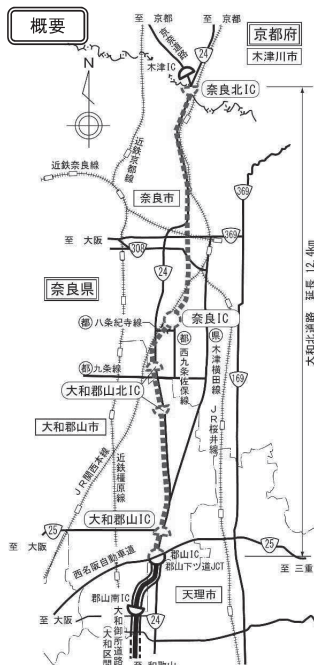 概要
至 京都
至 京都
京奈道路
24
京都府
木津川市
木津IC
奈良北IC
N
近鉄京都線
近鉄奈良線
奈良市
369
369
至 大阪
308
24
奈良県
大和北道路 延長 12.4km
奈良IC
都 八条紀寺線
都 西九条佐保線
県 木津横田線
都 九条線
169
大和郡山北IC
JR桜井線
大和郡山市
JR関西本線
近鉄橿原線
大和郡山IC
25
至 大阪
西名阪自動車道
郡山IC
郡山下ツ道JCT
25
至 三重
郡山南IC
天理市
至 大阪
大和御所道路
(大和区間
24
至 和歌山